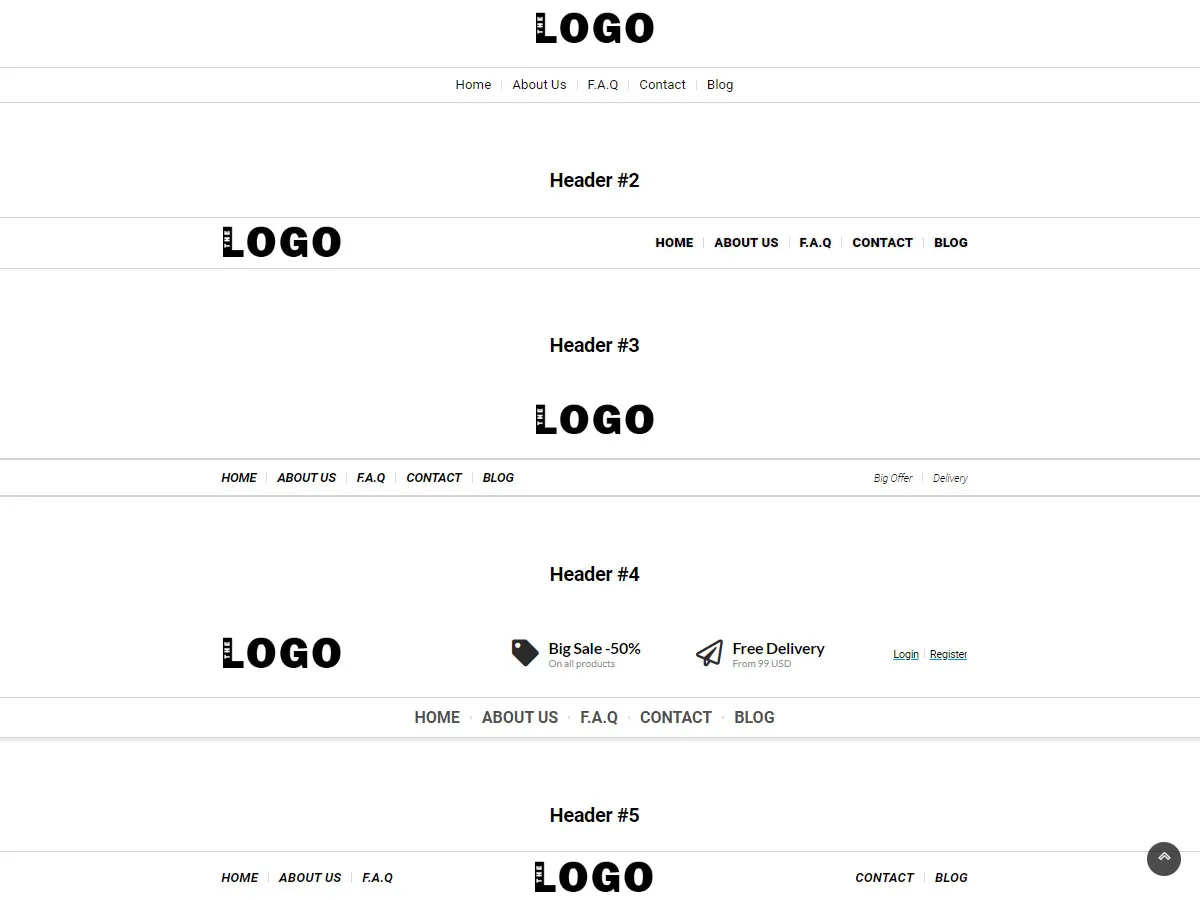 THE LOGO
Home About Us F.A.Q Contact Blog
Header #2
THE LOGO HOME ABOUT US F.A.Q CONTACT BLOG
Header #3
THE LOGO
HOME ABOUT US F.A.Q CONTACT BLOG Big Offer Delivery
Header #4
THE LOGO Big Sale -50% Free Delivery Login Register
On all products From 99 USD
HOME ABOUT US F.A.Q CONTACT BLOG
Header #5
HOME ABOUT US F.A.Q THE LOGO CONTACT BLOG